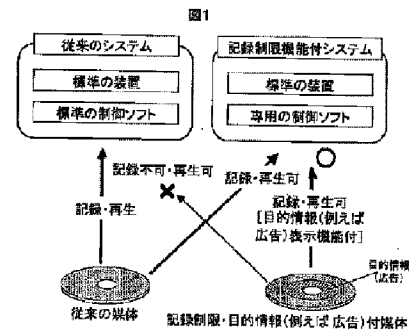 図1
従来のシステム
標準の装置
標準の制御ソフト
記録制限機能付システム
標準の装置
専用の制御ソフト
記録不可・再生可
記録・再生可
記録・再生
記録・再生可
[目的情報(例えば
広告)表示機能付]
目的情報
(広告)
従来の媒体
記録制限・目的情報(例えば 広告)付媒体